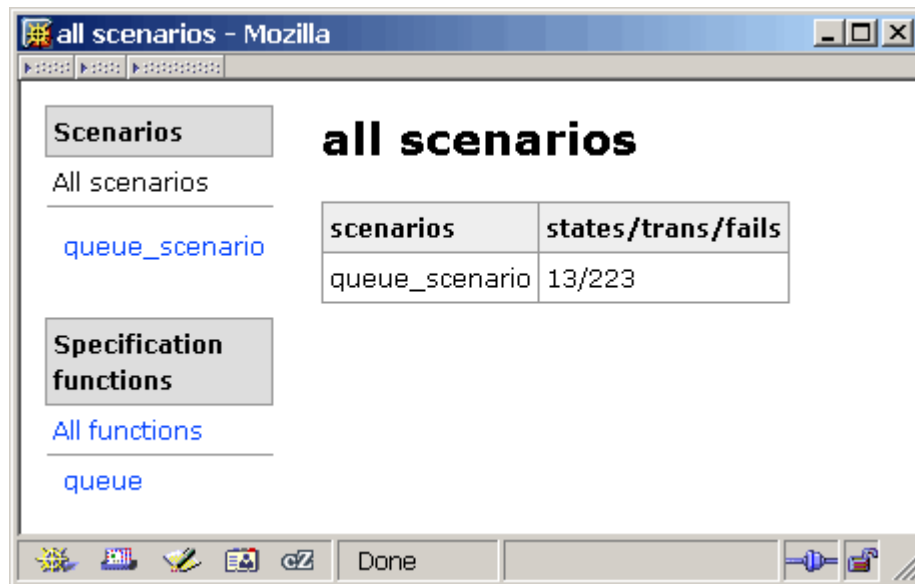 all scenarios - Mozilla
Scenarios
All scenarios
queue_scenario
Specification
functions
All functions
queue
all scenarios
scenarios states/trans/fails
queue_scenario 13/223
cZ Done